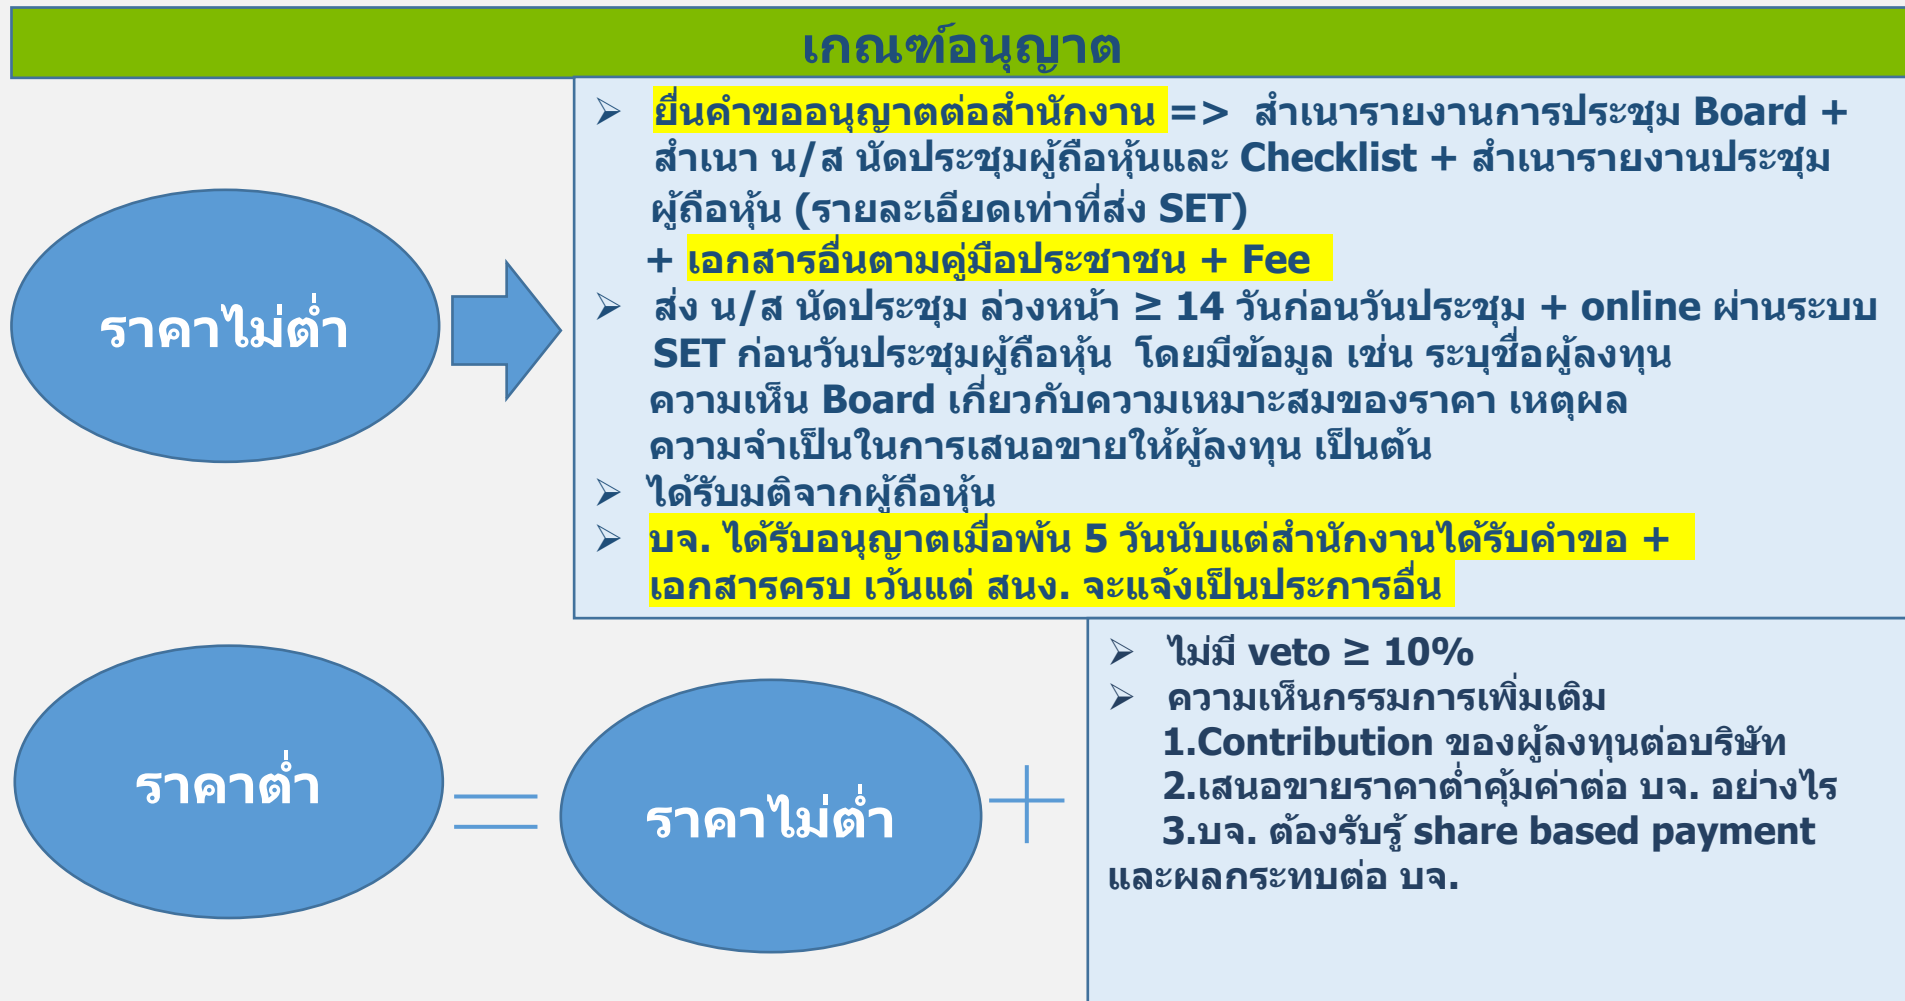 เกณฑ์อนุญาต
➢ ยื่นคำขออนุญาตต่อสำนักงาน => สำเนารายงานการประชุม Board +
สำเนา น/ส นัดประชุมผู้ถือหุ้นและ Checklist + สำเนารายงานประชุม
ผู้ถือหุ้น (รายละเอียดเท่าที่ส่ง SET)
+ เอกสารอื่นตามคู่มือประชาชน + Fee
➢ ส่ง น/ส นัดประชุม ล่วงหน้า ≥ 14 วันก่อนวันประชุม + online ผ่านระบบ
SET ก่อนวันประชุมผู้ถือหุ้น โดยมีข้อมูล เช่น ระบุชื่อผู้ลงทุน
ความเห็น Board เกี่ยวกับความเหมาะสมของราคา เหตุผล
ความจำเป็นในการเสนอขายให้ผู้ลงทุน เป็นต้น
➢ ได้รับมติจากผู้ถือหุ้น
➢ บจ. ได้รับอนุญาตเมื่อพ้น 5 วันนับแต่สำนักงานได้รับคำขอ +
เอกสารครบ เว้นแต่ สนง. จะแจ้งเป็นประการอื่น
ราคาไม่ต่ำ
ราคาต่ำ
ราคาไม่ต่ำ
➢ ไม่มี veto ≥ 10%
➢ ความเห็นกรรมการเพิ่มเติม
1.Contribution ของผู้ลงทุนต่อบริษัท
2.เสนอขายราคาต่ำคุ้มค่าต่อ บจ. อย่างไร
3.บจ. ต้องรับรู้ share based payment
และผลกระทบต่อ บจ.